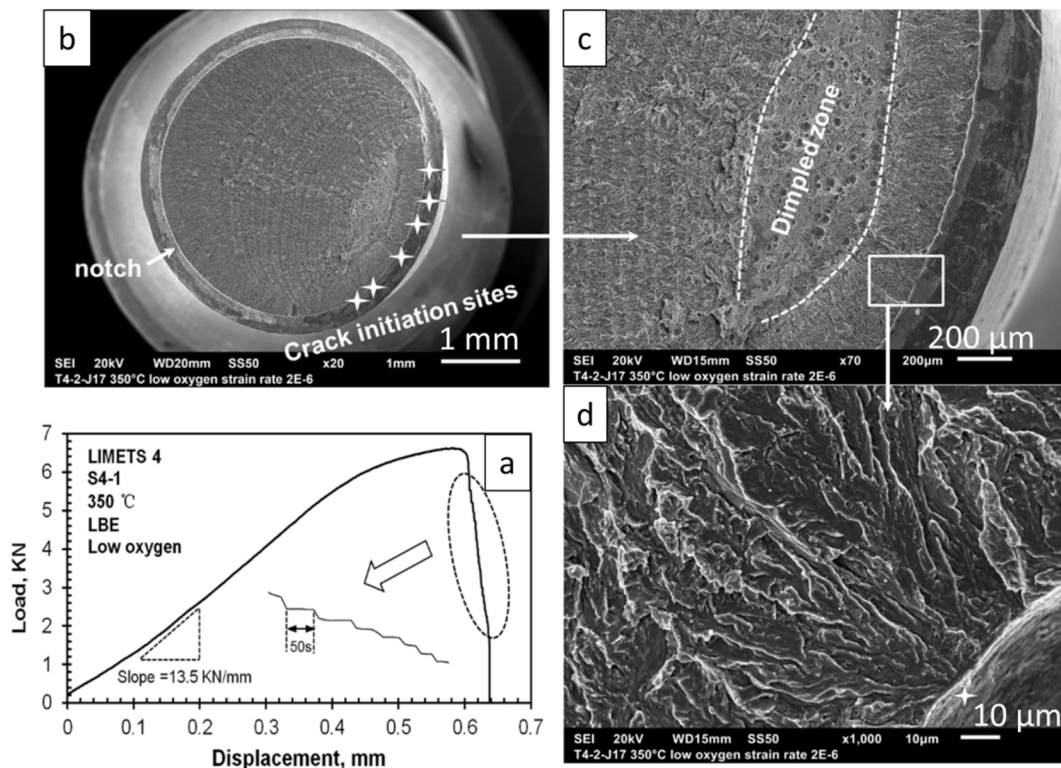 b
notch
Crack initiation sites
1 mm
SEI 20kV WD20mm SS50 x20 1mm
T4-2-J17 350°C low oxygen strain rate 2E-6
c
Dimpled zone
200 μm
SEI 20kV WD15mm SS50 x70 200μm
T4-2-J17 350°C low oxygen strain rate 2E-6
a
LIMETS 4
S4-1
350 ℃
LBE
Low oxygen
50s
Slope =13.5 KN/mm
Load, KN
7
6
5
4
3
2
1
0
0 0.1 0.2 0.3 0.4 0.5 0.6 0.7
Displacement, mm
d
10 μm
SEI 20kV WD15mm SS50 x1,000 10μm
T4-2-J17 350°C low oxygen strain rate 2E-6